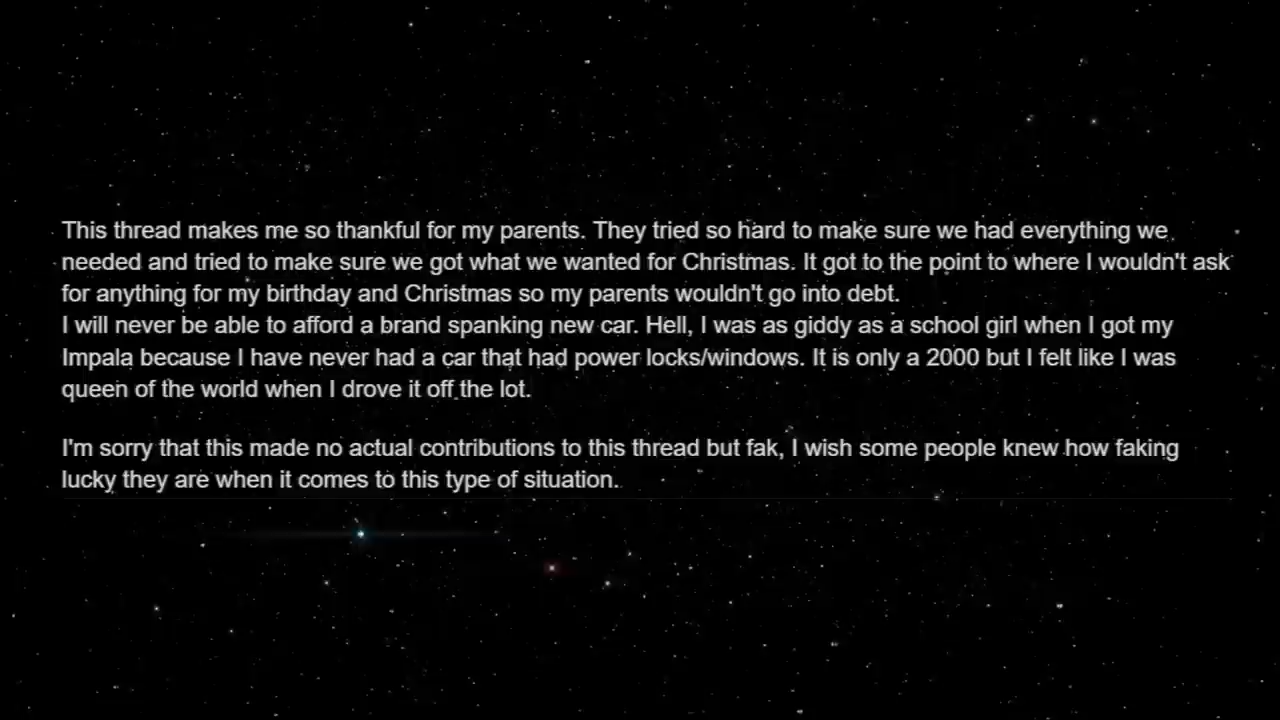 This thread makes me so thankful for my parents. They tried so hard to make sure we had everything we
needed and tried to make sure we got what we wanted for Christmas. It got to the point to where I wouldn't ask
for anything for my birthday and Christmas so my parents wouldn't go into debt.
I will never be able to afford a brand spanking new car. Hell, I was as giddy as a school girl when I got my
Impala because I have never had a car that had power locks/windows. It is only a 2000 but I felt like I was
queen of the world when I drove it off the lot.
I'm sorry that this made no actual contributions to this thread but fak, I wish some people knew how faking
lucky they are when it comes to this type of situation.